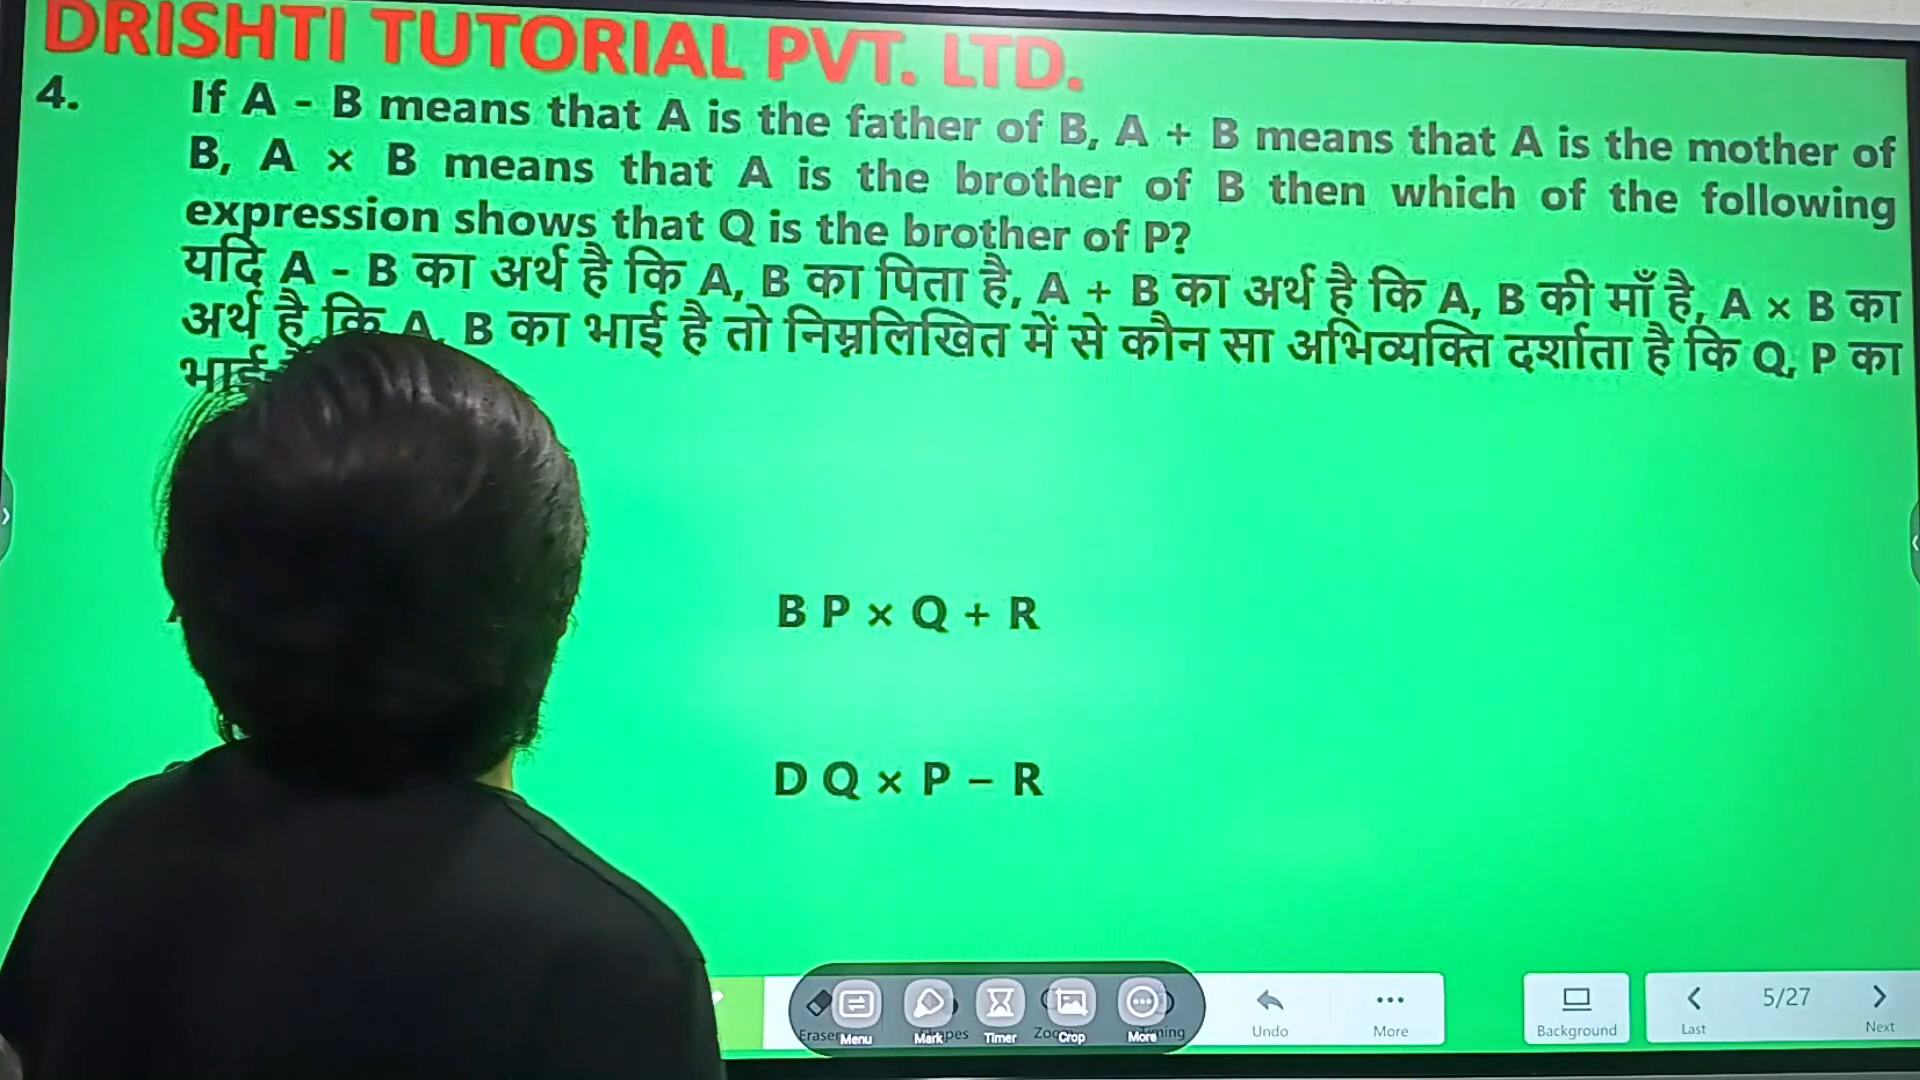 DRISHTI TUTORIAL PVT. LTD.
4. If A - B means that A is the father of B, A + B means that A is the mother of
B, A × B means that A is the brother of B then which of the following
expression shows that Q is the brother of P?
यदि A - B का अर्थ है कि A, B का पिता है, A + B का अर्थ है कि A, B की माँ है, A × B का
अर्थ है कि A, B का भाई है तो निम्नलिखित में से कौन सा अभिव्यक्ति दर्शाता है कि Q, P का
भाई
B P × Q + R
D Q × P – R
Eraser Menu Mark Timer Crop More Undo More Background Last 5/27 Next